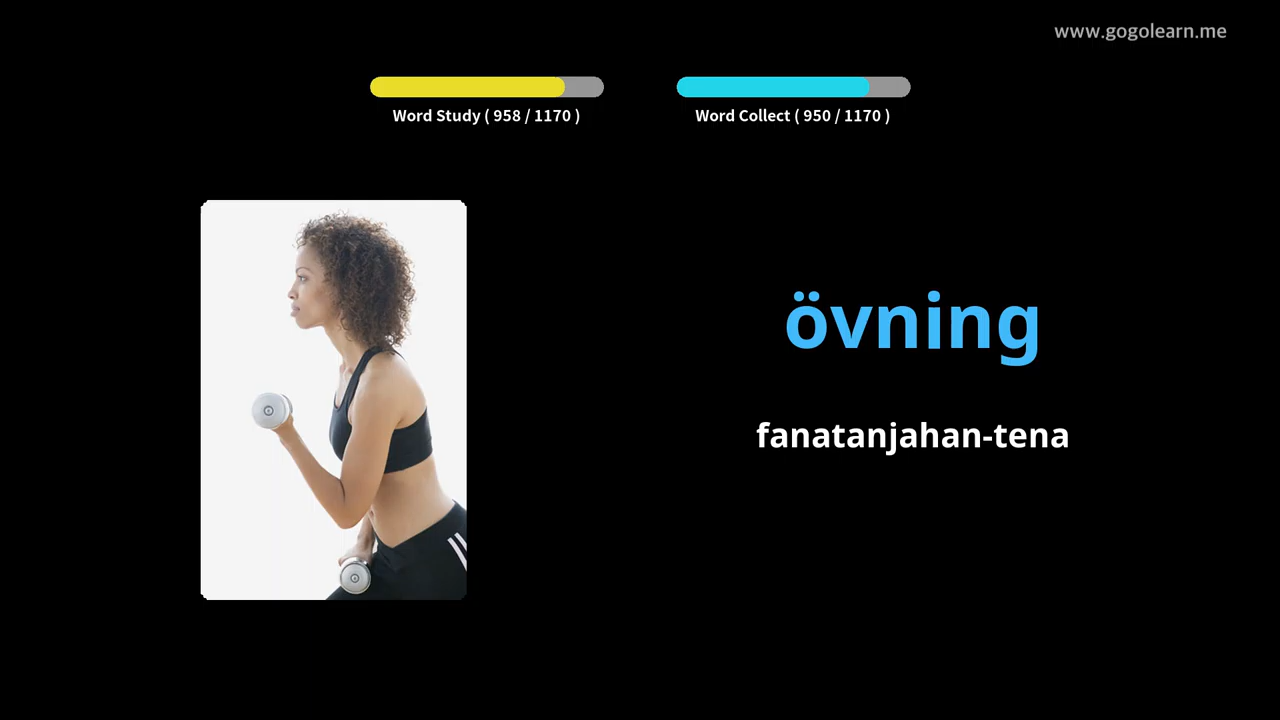 www.gogolearn.me
Word Study ( 958 / 1170 )
Word Collect ( 950 / 1170 )
övning
fanatanjahan-tena